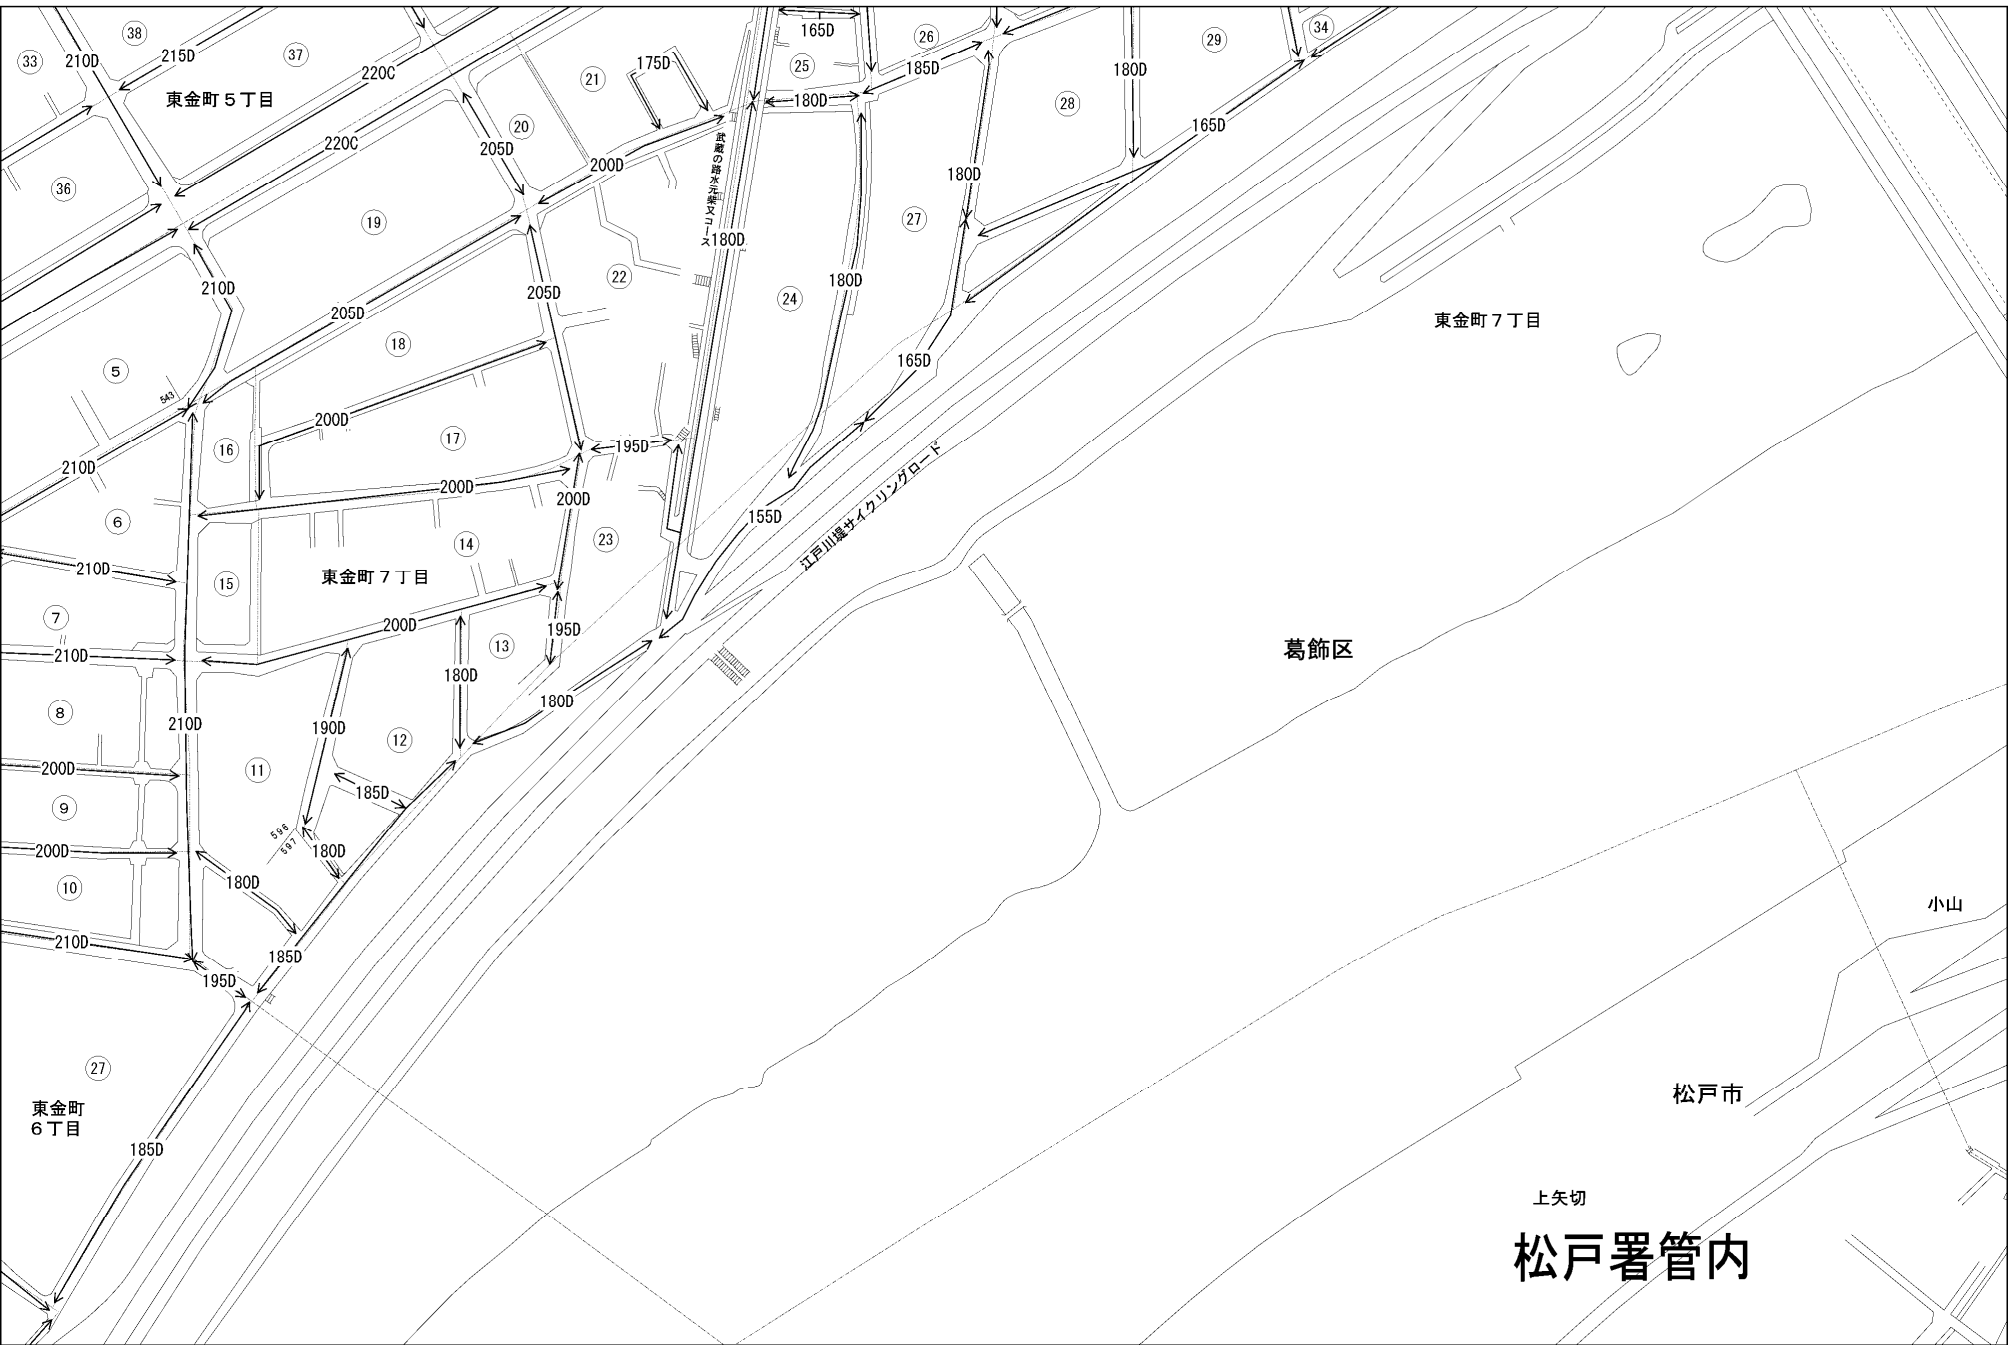 38
165D
26
34
33
210D
215D
37
29
220C
25
175D
185D
21
180D
180D
東金町５丁目
28
20
165D
220C
武蔵の路水元柴又コース
205D
200D
180D
36
19
27
180D
205D
22
180D
210D
24
205D
東金町７丁目
18
165D
5
543
200D
17
195D
16
210D
200D
200D
江戸川堤サイクリングロード
155D
6
14
23
210D
東金町７丁目
15
7
200D
195D
13
葛飾区
210D
180D
180D
8
210D
190D
12
200D
11
185D
9
596
597
200D
180D
180D
10
小山
210D
185D
195D
27
松戸市
東金町
６丁目
185D
上矢切
松戸署管内